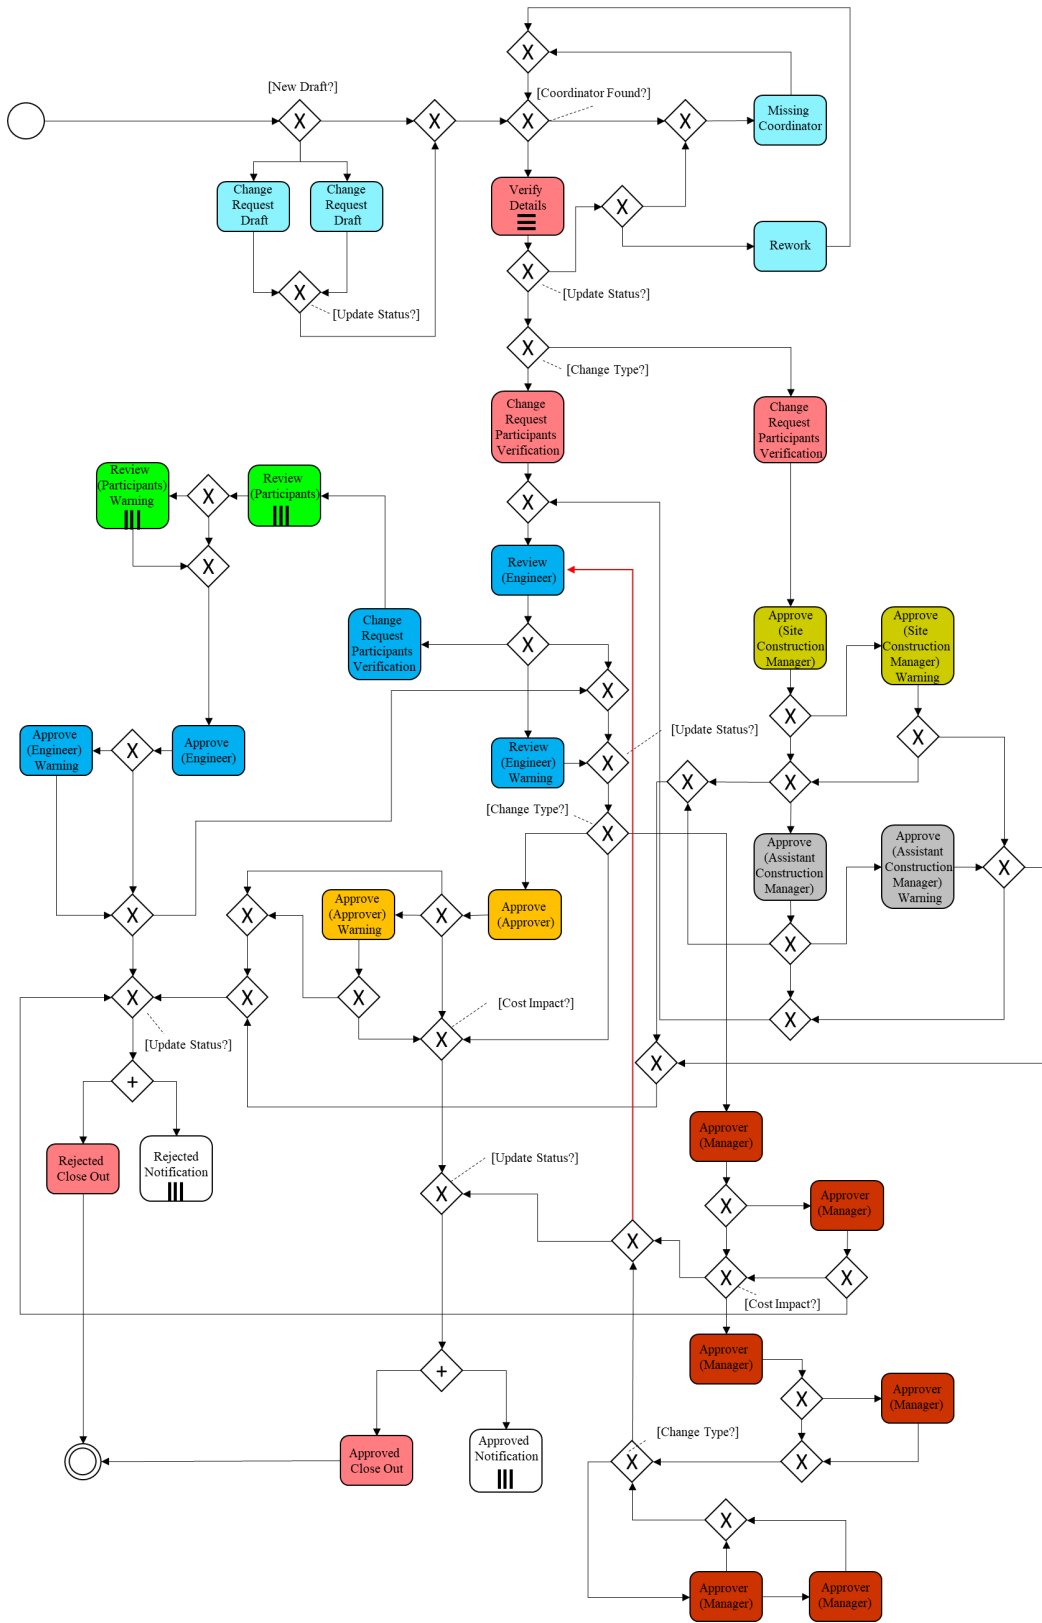 [New Draft?]
[Coordinator Found?]
Missing
Coordinator
Change
Request
Draft
Change
Request
Draft
Verify
Details
Rework
[Update Status?]
[Update Status?]
[Change Type?]
Change
Request
Participants
Verification
Change
Request
Participants
Verification
Review
(Participants)
Warning
Review
(Participants)
Review
(Engineer)
Change
Request
Participants
Verification
Approve
(Site
Construction
Manager)
Approve
(Site
Construction
Manager)
Warning
[Update Status?]
Approve
(Engineer)
Warning
Approve
(Engineer)
Review
(Engineer)
Warning
[Change Type?]
Approve
(Assistant
Construction
Manager)
Approve
(Assistant
Construction
Manager)
Warning
Approve
(Approver)
Warning
Approve
(Approver)
[Cost Impact?]
[Update Status?]
Rejected
Close Out
Rejected
Notification
[Update Status?]
Approver
(Manager)
Approver
(Manager)
[Cost Impact?]
Approver
(Manager)
Approver
(Manager)
[Change Type?]
Approved
Close Out
Approved
Notification
Approver
(Manager)
Approver
(Manager)